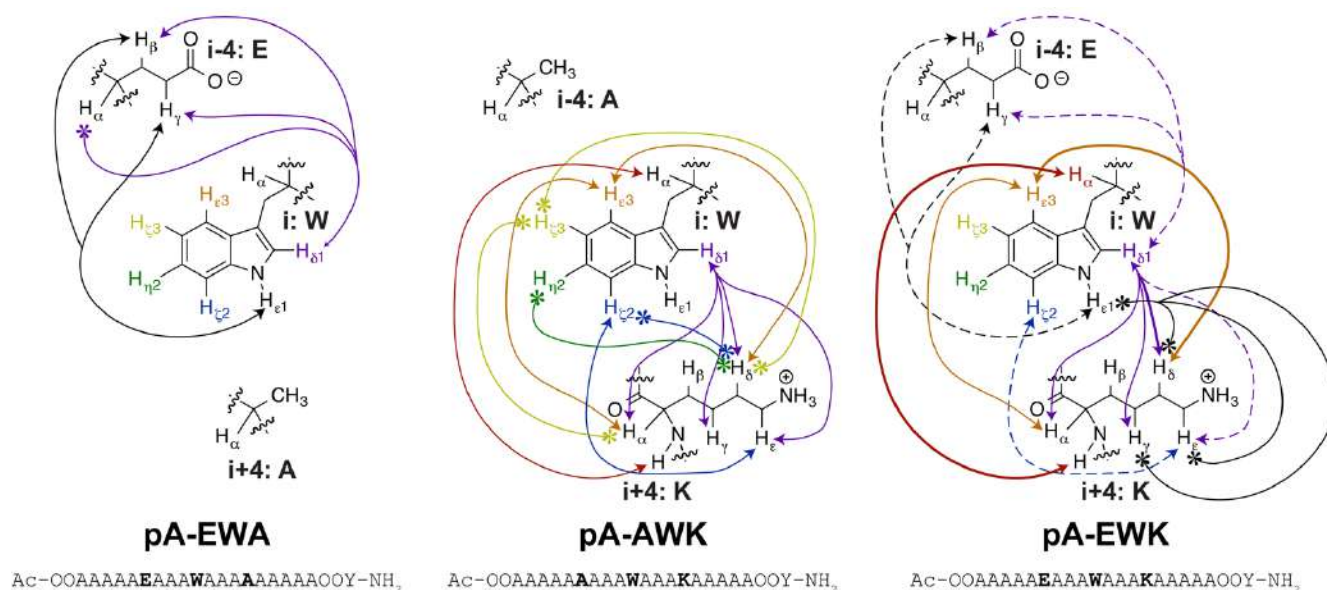 Hβ
i-4: E
O
O⊖
Hα
Hγ
Hα
Hε3
i: W
Hζ3
Hδ1
Hη2
N
Hζ2
Hε1
CH3
Hα
i+4: A
pA-EWA
Ac-OOAAAAAEAAAWAAAAAAAAAOOY-NH2
CH3
Hα
i-4: A
Hα
Hε3
i: W
Hζ3
Hδ1
Hη2
N
Hζ2
Hε1
Hβ
Hδ
⊕
NH3
O
Hα
N
Hγ
Hε
H
i+4: K
pA-AWK
Ac-OOAAAAAAAAAWAAAKAAAAAOOY-NH2
Hβ
i-4: E
O
O⊖
Hα
Hγ
Hα
Hε3
i: W
Hζ3
Hδ1
Hη2
N
Hζ2
Hε1
Hβ
Hδ
⊕
NH3
O
Hα
N
Hγ
Hε
H
i+4: K
pA-EWK
Ac-OOAAAAAEAAAWAAAKAAAAAOOY-NH2